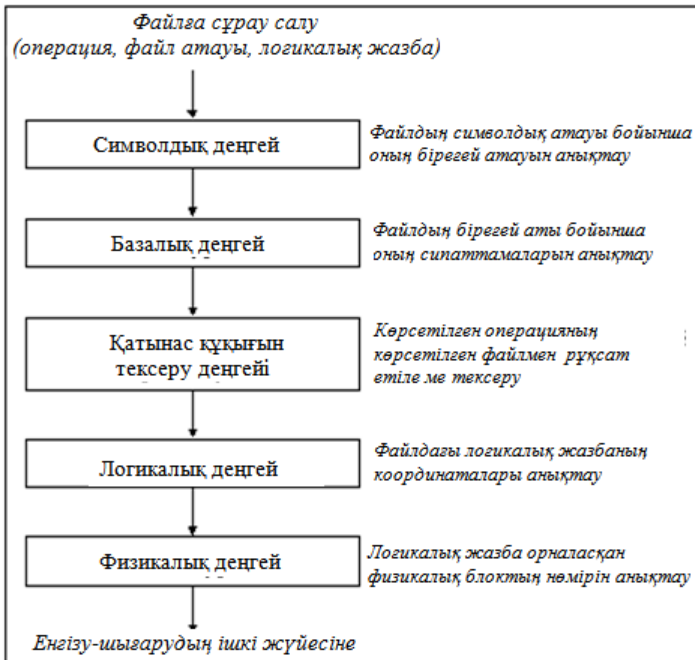 Файлға сұрау салу
(операция, файл атауы, логикалық жазба)
Символдық деңгей
Файлдың символдық атауы бойынша
оның бірегей атауын анықтау
Базалық деңгей
Файлдың бірегей аты бойынша
оның сипаттамаларын анықтау
Қатынас құқығын
тексеру деңгейі
Көрсетілген операцияның
көрсетілген файлмен рұқсат
етіле ме тексеру
Логикалық деңгей
Файлдағы логикалық жазбаның
координаталары анықтау
Физикалық деңгей
Логикалық жазба орналасқан
физикалық блоктың нөмірін анықтау
Енгізу-шығарудың ішкі жүйесіне